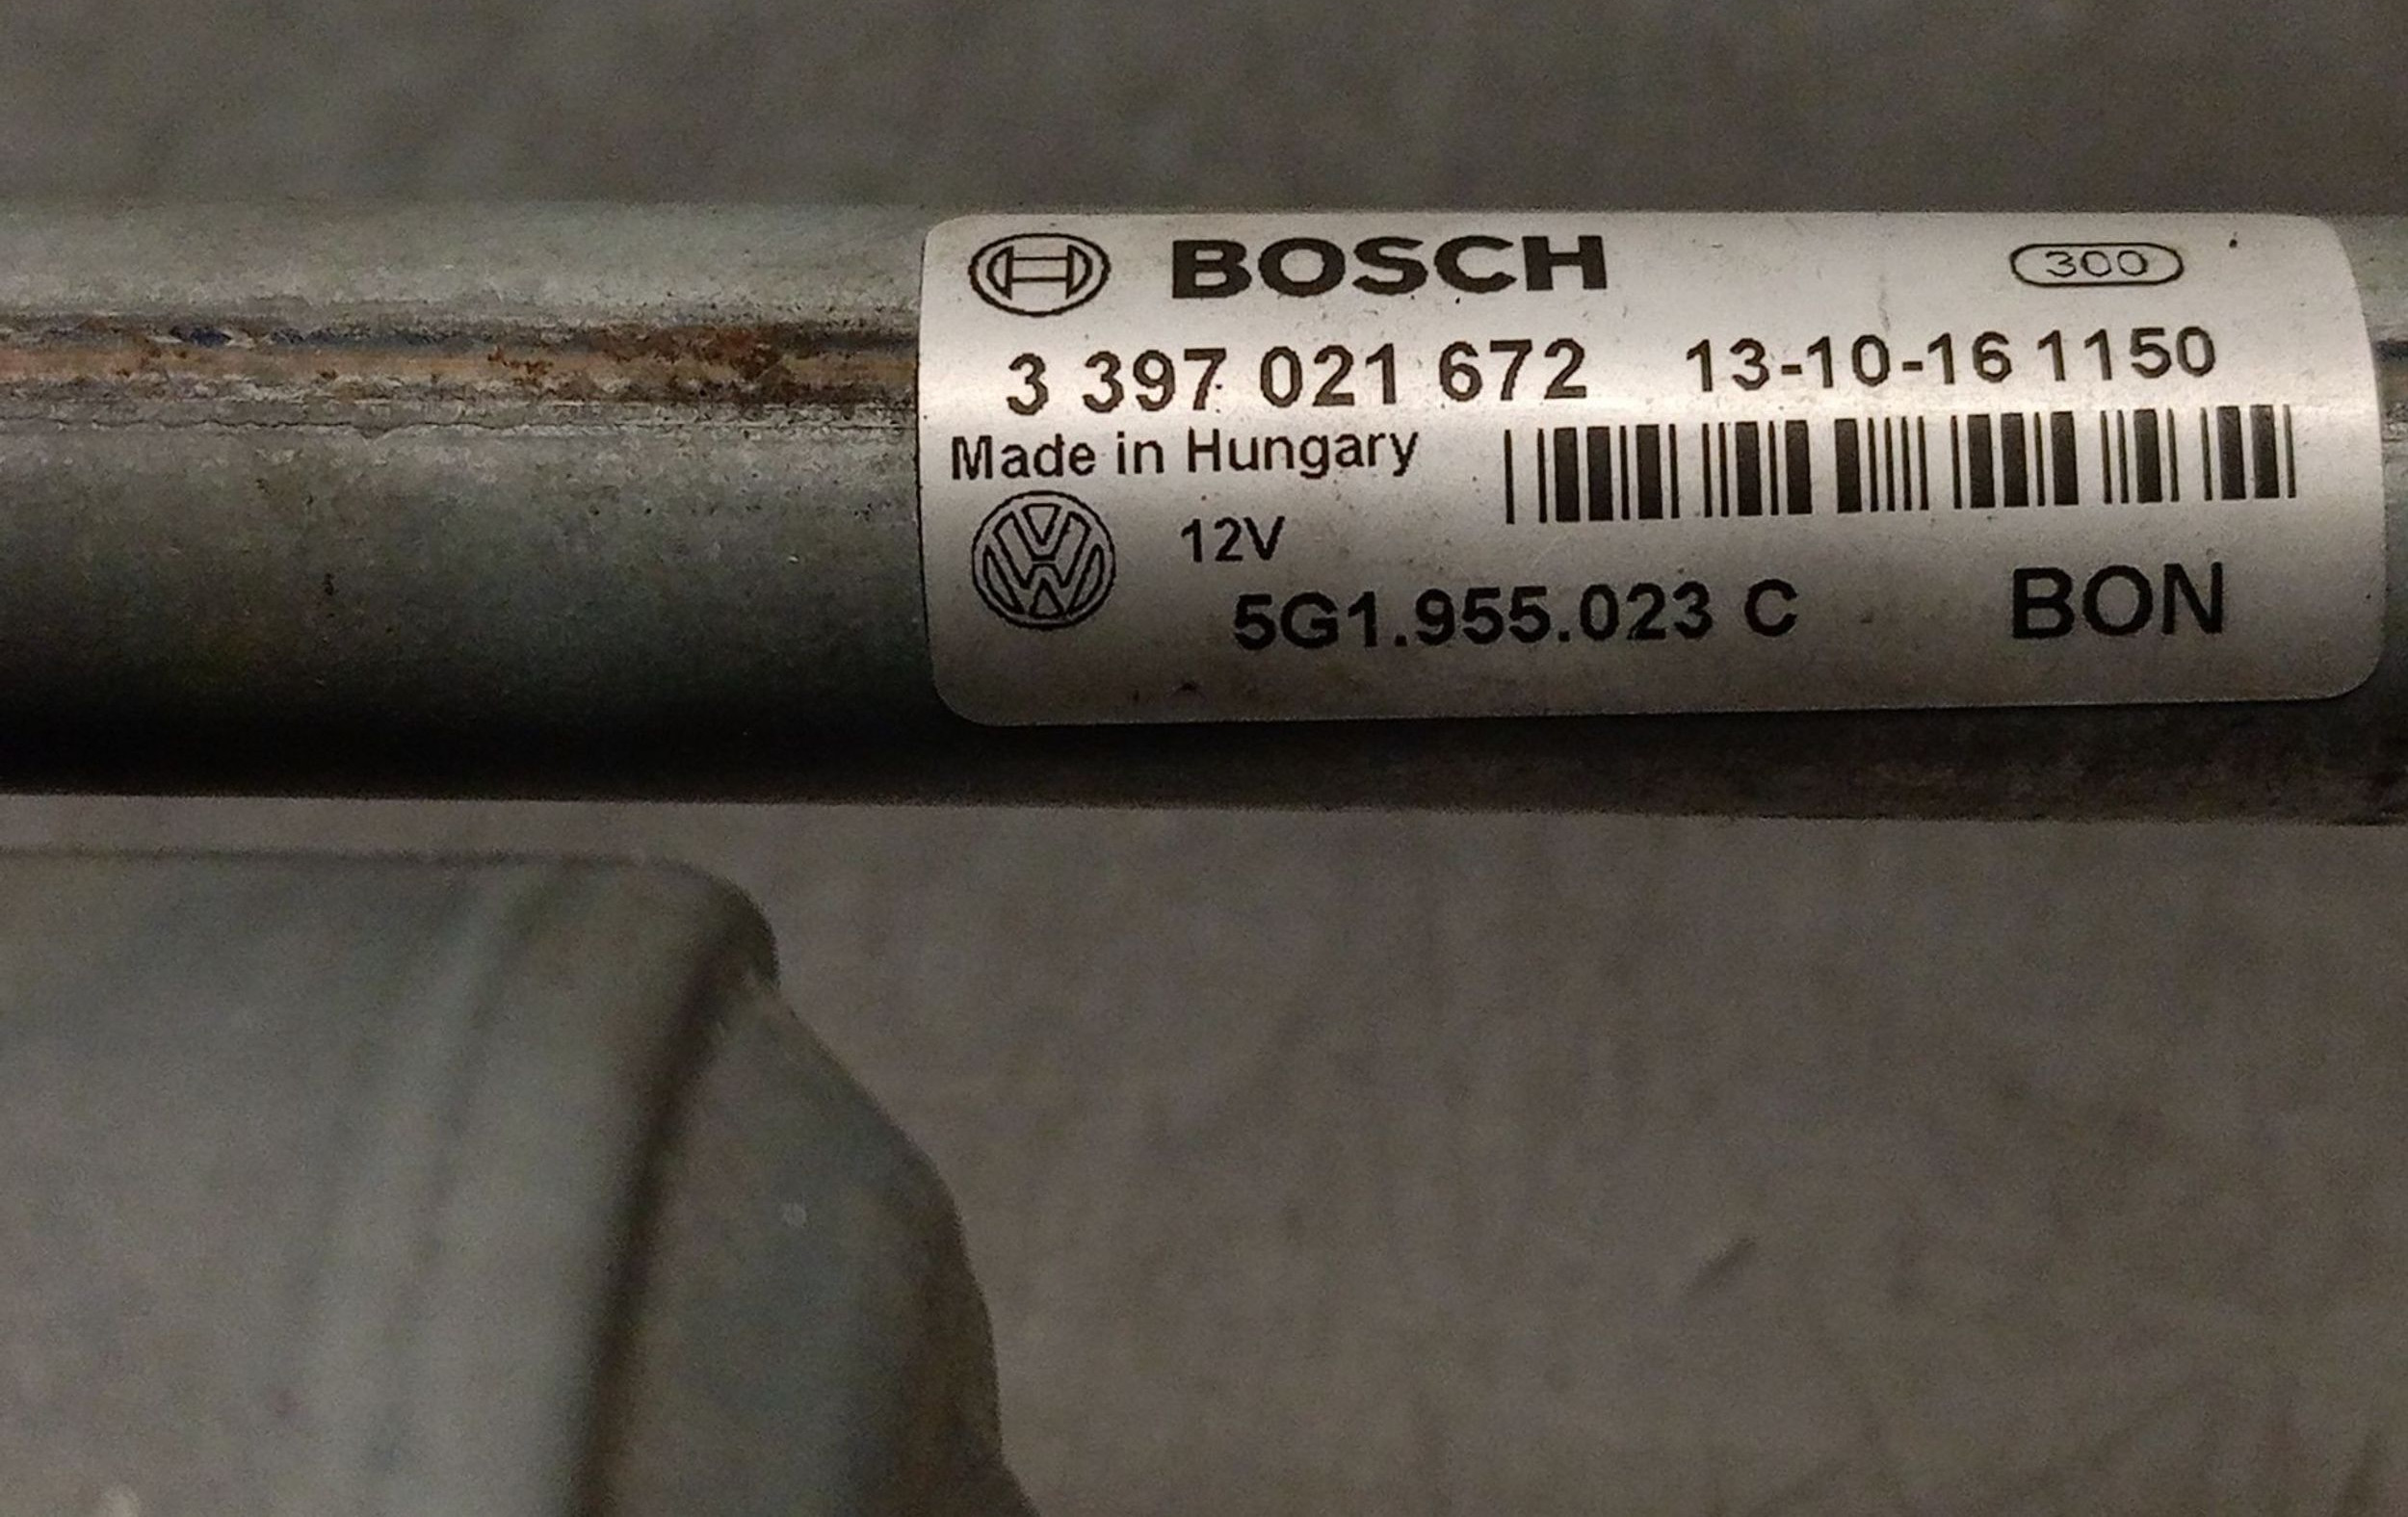 BOSCH 300
3 397 021 672 13-10-16 1150
Made in Hungary
12V
5G1.955.023 C BON